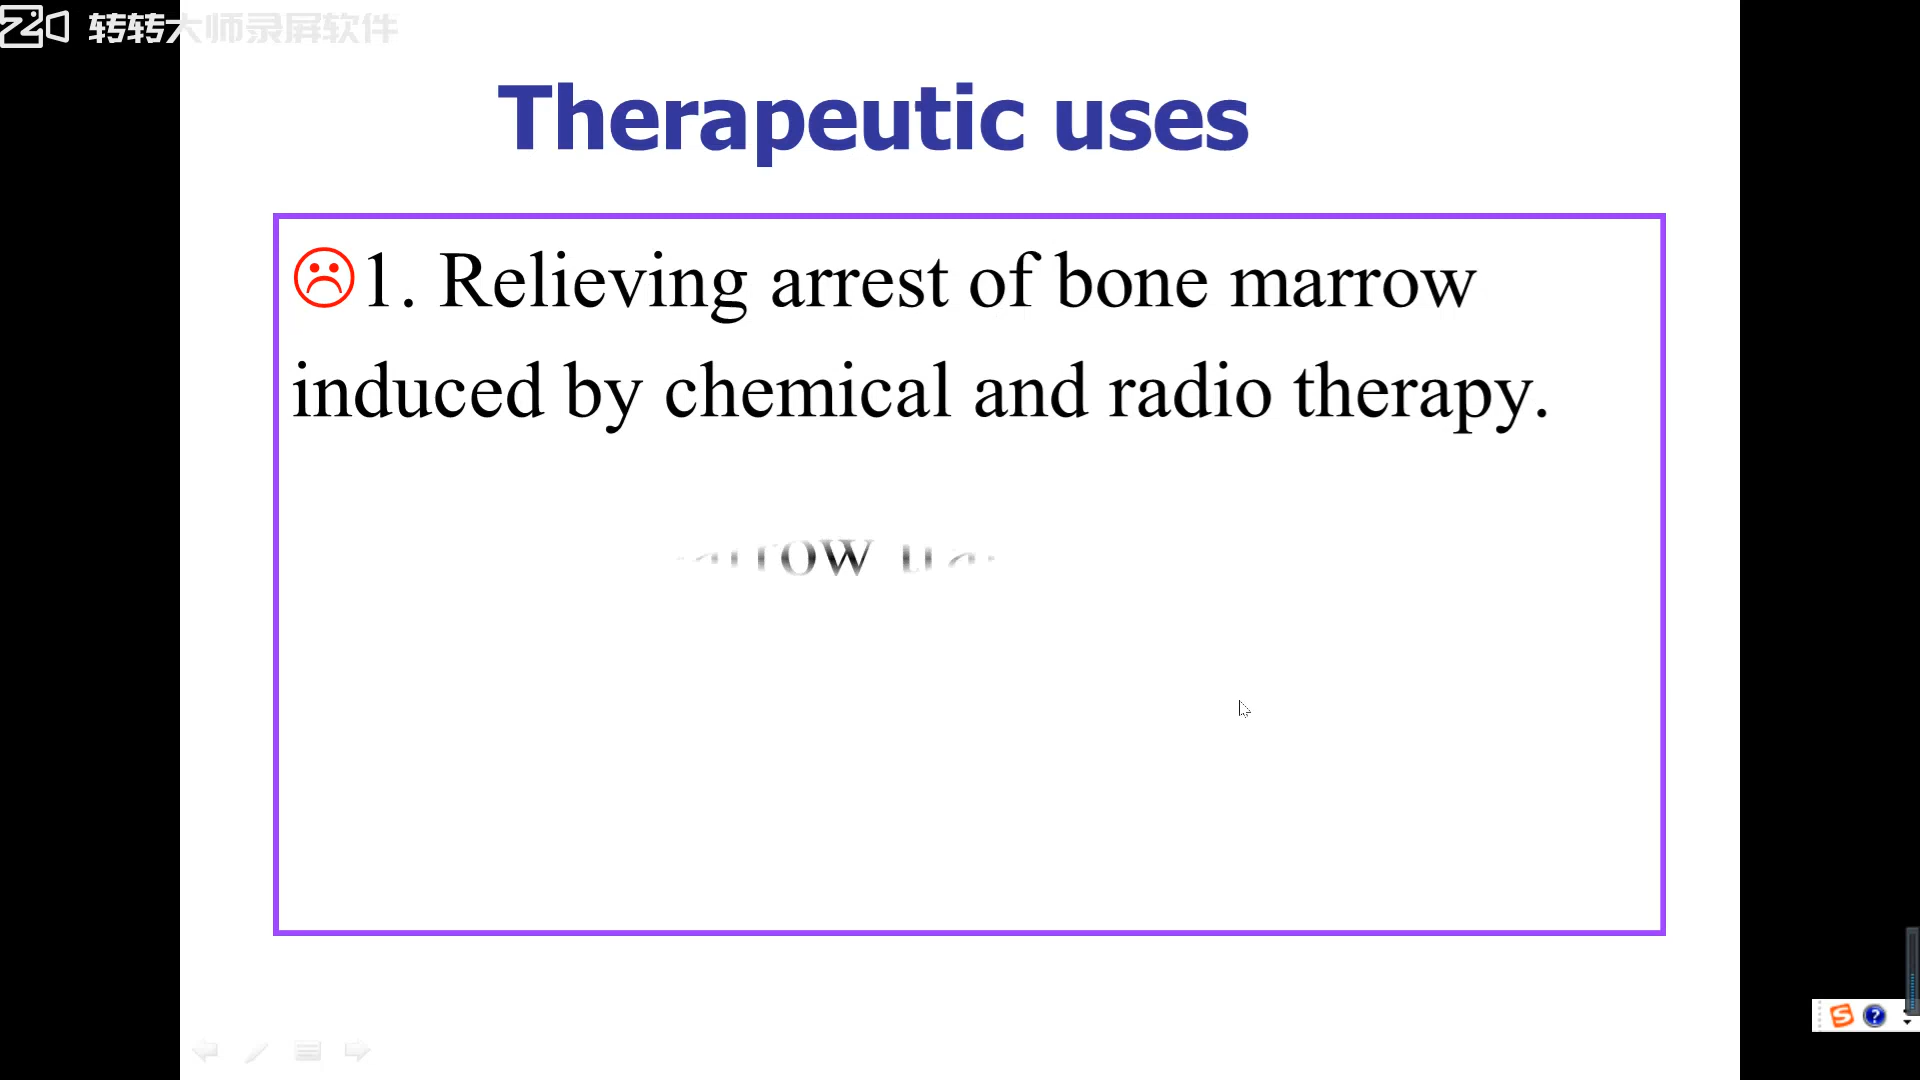 转转大师录屏软件
Therapeutic uses
1. Relieving arrest of bone marrow
induced by chemical and radio therapy.